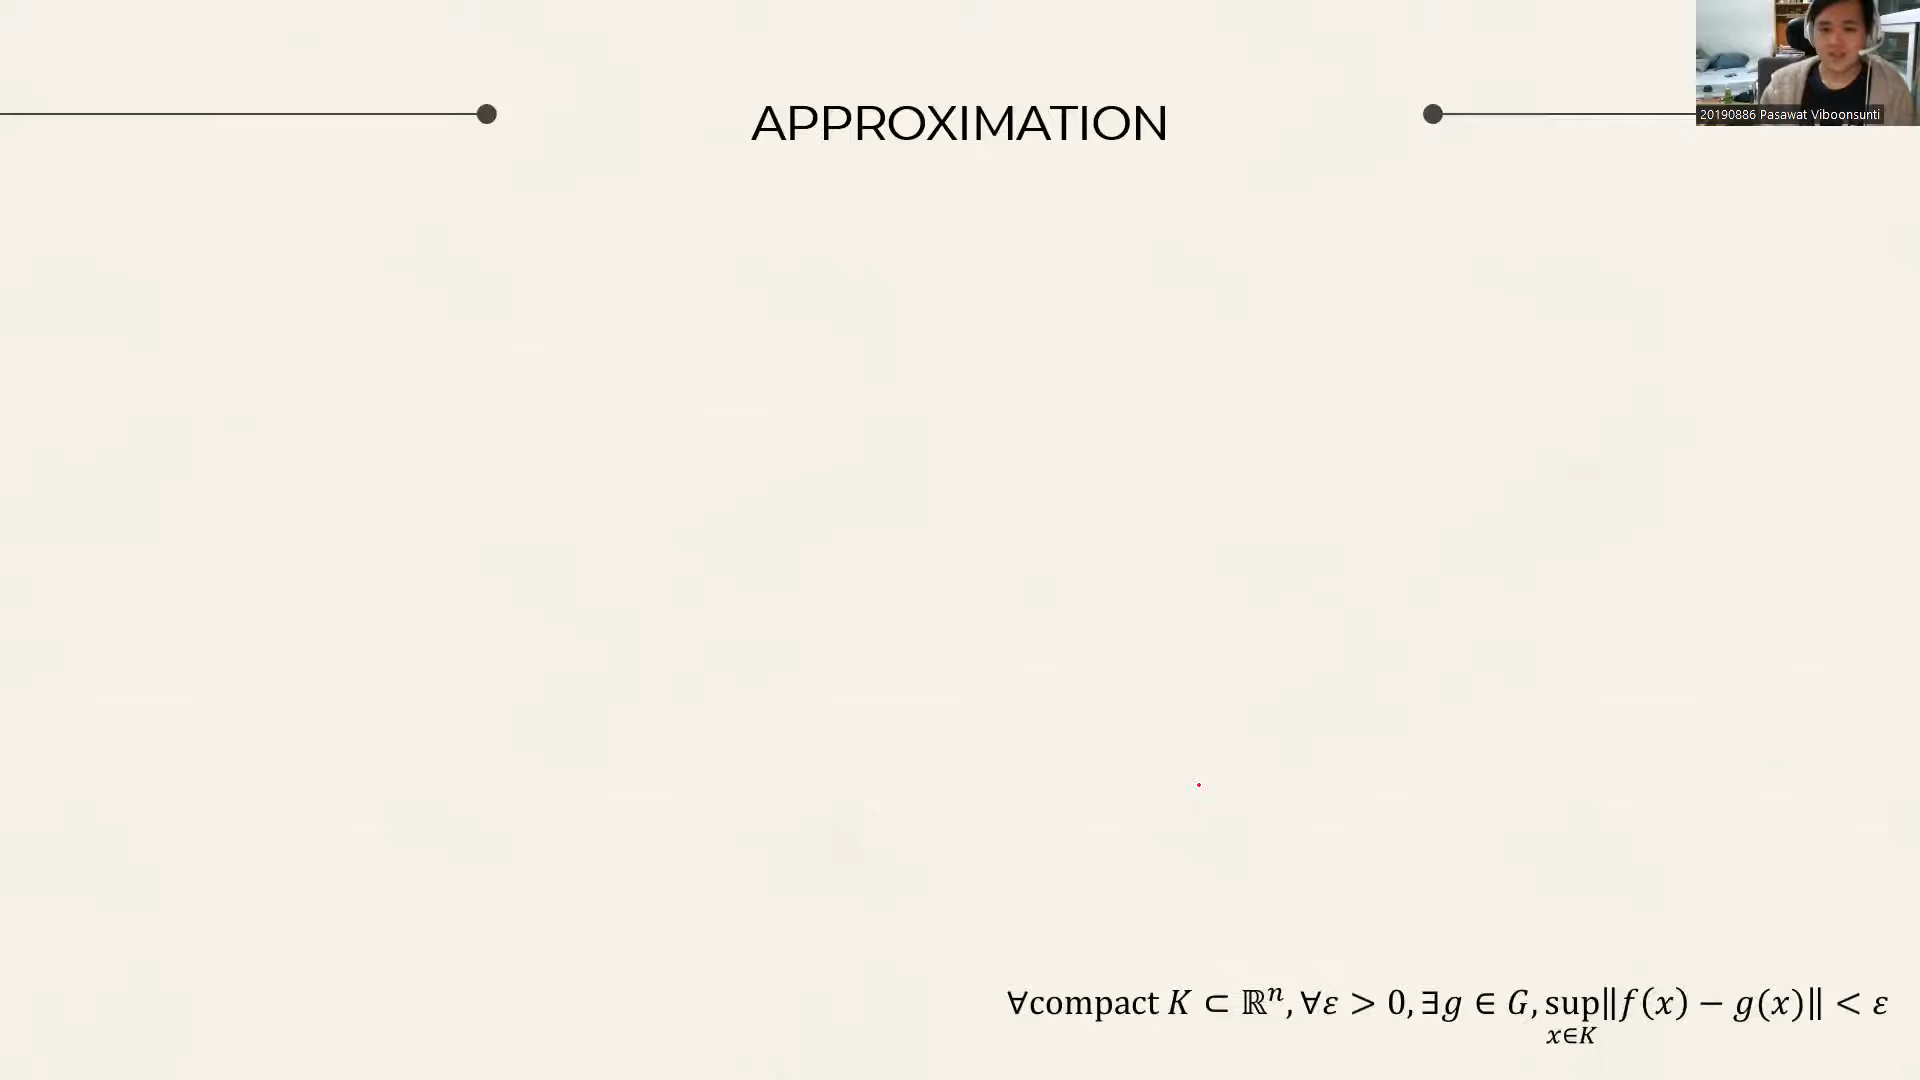 APPROXIMATION
20190886 Pasawat Viboonsunti
∀compact K ⊂ ℝⁿ, ∀ε > 0, ∃g ∈ G, sup‖f(x) − g(x)‖ < ε
x∈K